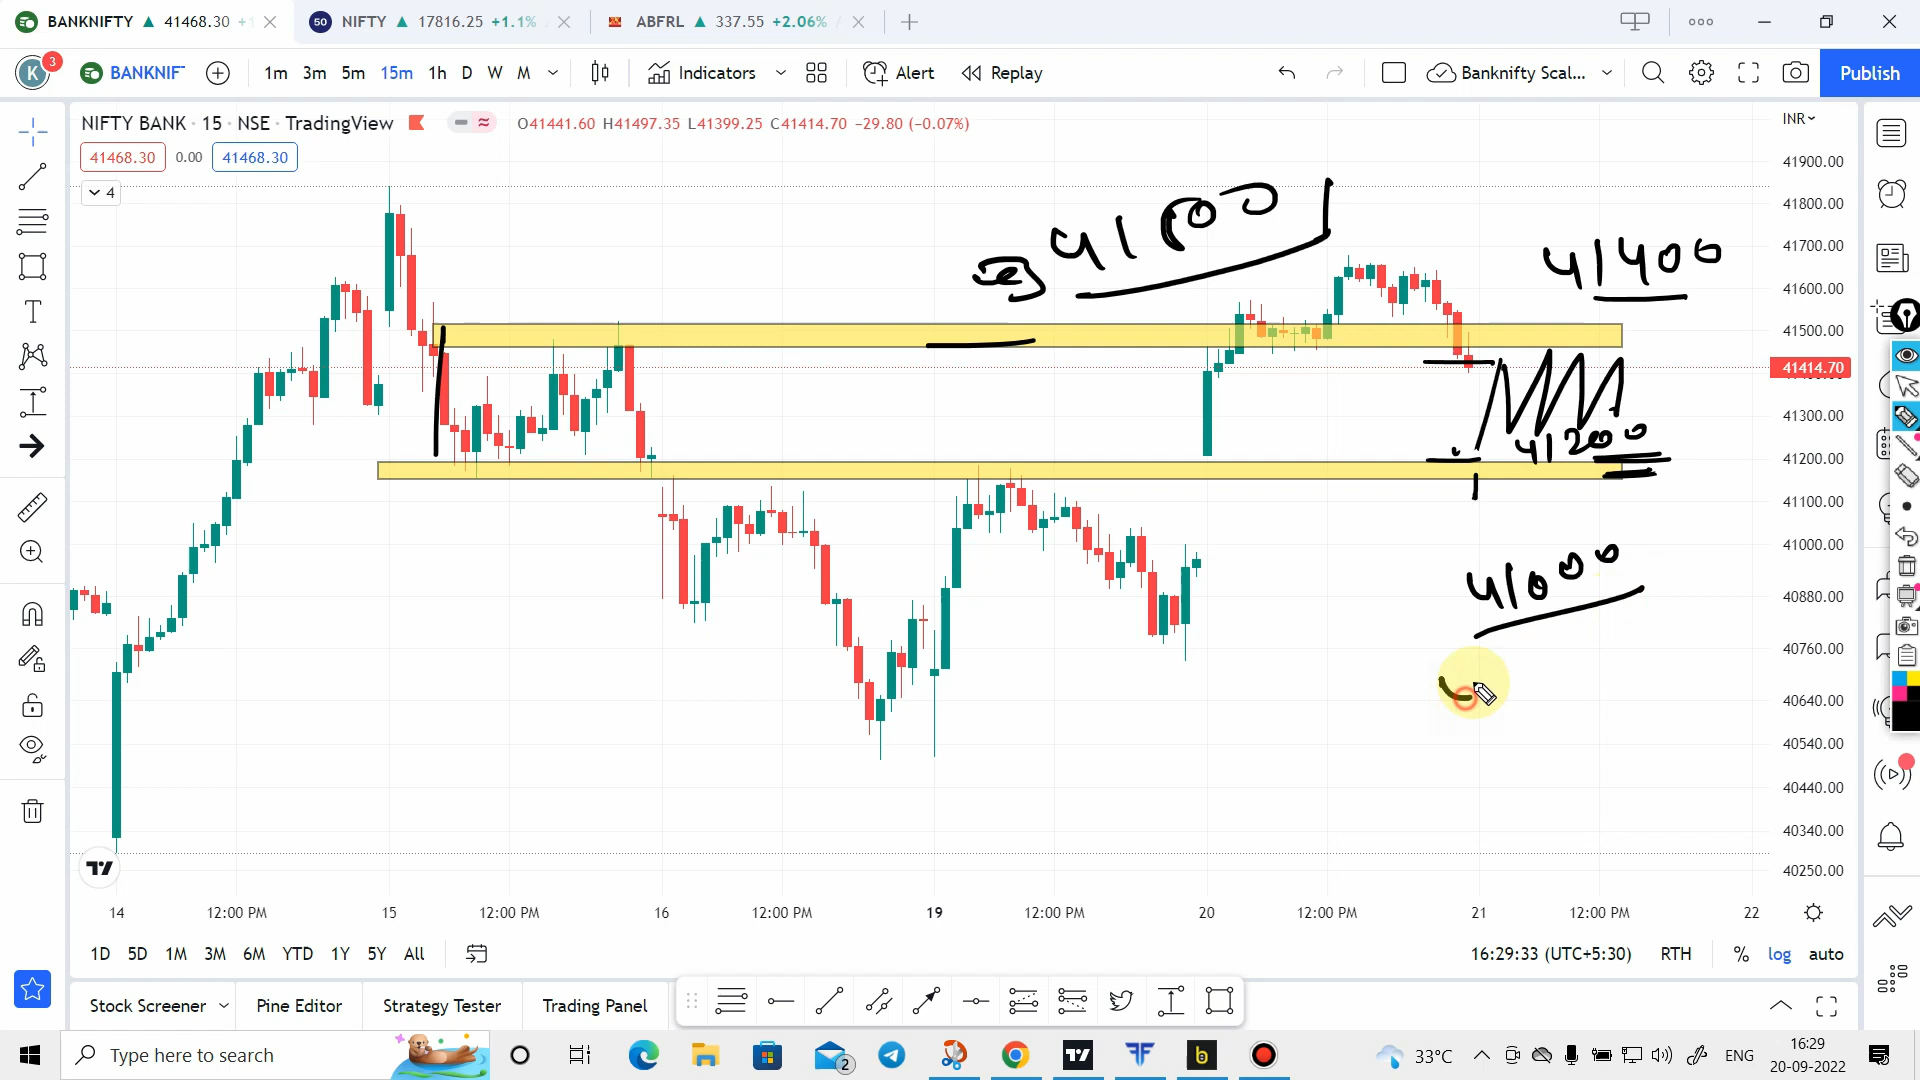 BANKNIFTY ▲ 41468.30 +1
50 NIFTY ▲ 17816.25 +1.1%
ABFRL ▲ 337.55 +2.06%
K 3 BANKNIF 1m 3m 5m 15m 1h D W M Indicators Alert Replay Banknifty Scal... Publish
NIFTY BANK · 15 · NSE · TradingView O41441.60 H41497.35 L41399.25 C41414.70 −29.80 (−0.07%)
INR
41468.30 0.00 41468.30
4
41900.00
41800.00
41700.00
41600.00
41500.00
41414.70
41300.00
41200.00
41100.00
41000.00
40880.00
40760.00
40640.00
40540.00
40440.00
40340.00
40250.00
41400
41200
41000
14 12:00 PM 15 12:00 PM 16 12:00 PM 19 12:00 PM 20 12:00 PM 21 12:00 PM 22
1D 5D 1M 3M 6M YTD 1Y 5Y All 16:29:33 (UTC+5:30) RTH % log auto
Stock Screener Pine Editor Strategy Tester Trading Panel
Type here to search 2 33°C ENG 16:29
20-09-2022